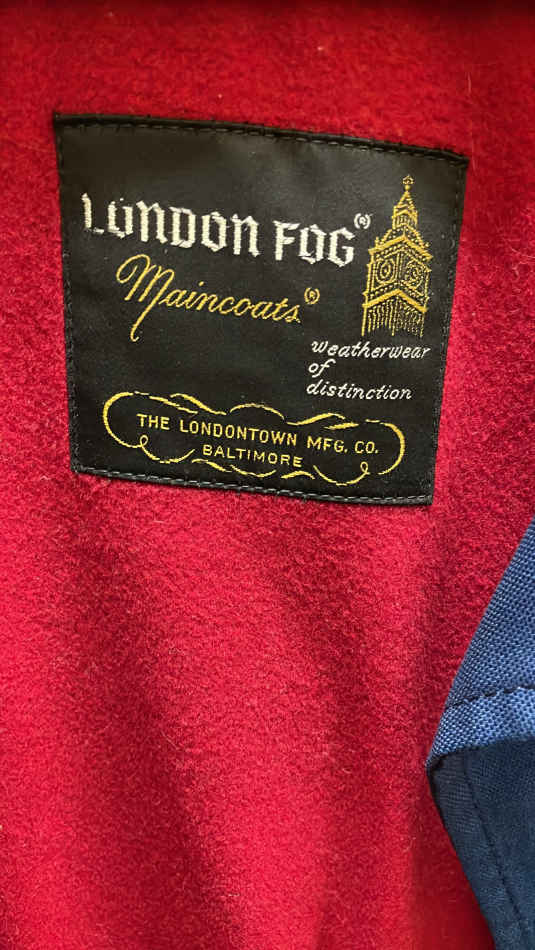 LONDON FOG®
Maincoats®
weatherwear
of
distinction
THE LONDONTOWN MFG. CO.
BALTIMORE